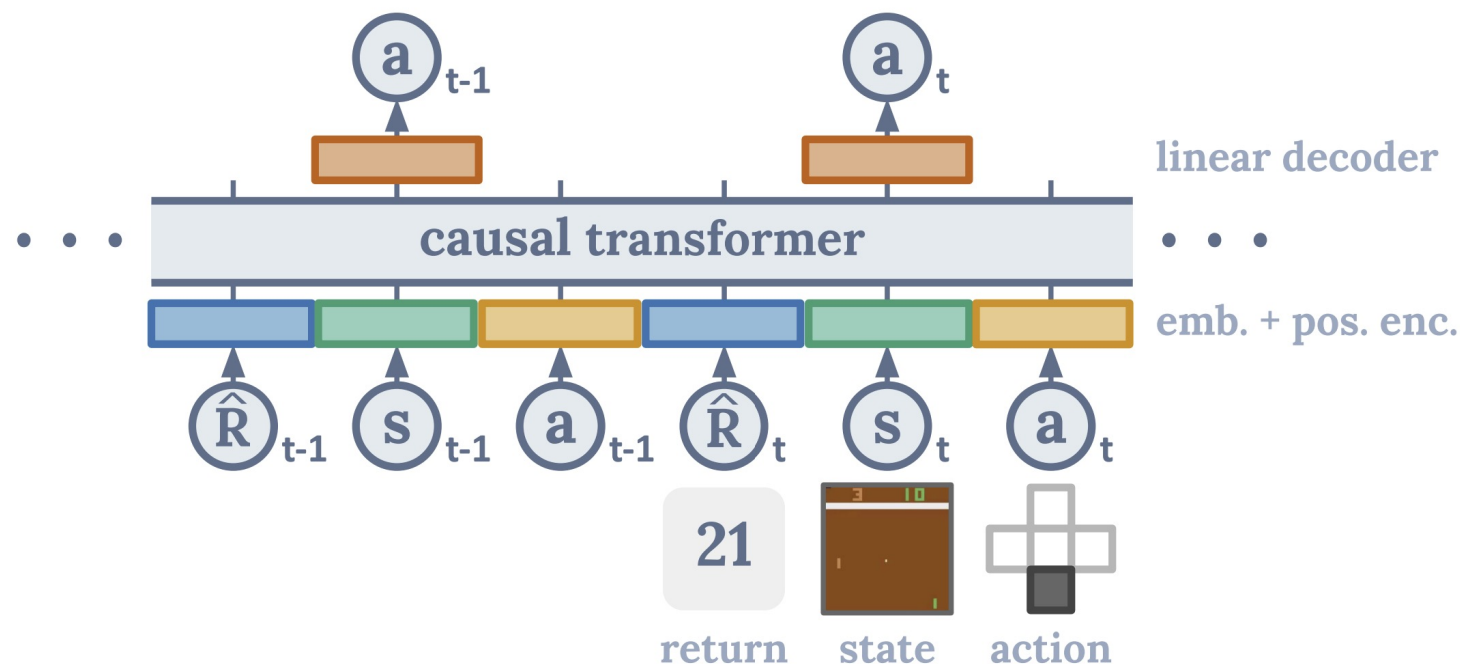 a t-1 a t
linear decoder
• • • causal transformer • • •
emb. + pos. enc.
R̂ t-1 s t-1 a t-1 R̂ t s t a t
3 10
21
return state action